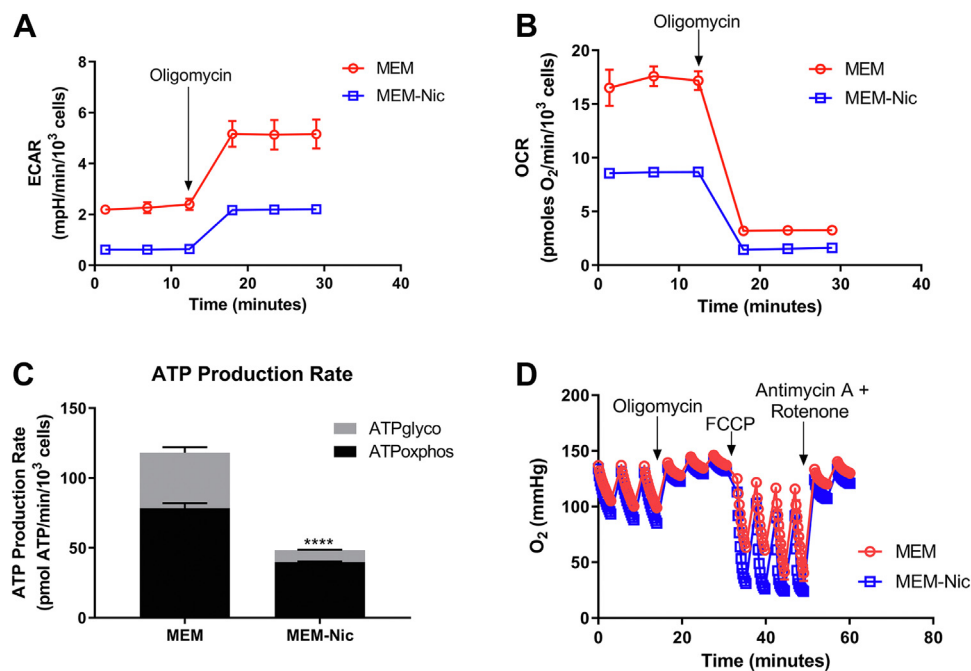 A
Oligomycin
MEM
MEM-Nic
8
6
4
2
0
ECAR
(mpH/min/10³ cells)
0 10 20 30 40
Time (minutes)
B
Oligomycin
MEM
MEM-Nic
20
15
10
5
0
OCR
(pmoles O₂/min/10³ cells)
0 10 20 30 40
Time (minutes)
C
ATP Production Rate
ATPglyco
ATPoxphos
150
100
50
0
ATP Production Rate
(pmol ATP/min/10³ cells)
****
MEM MEM-Nic
D
Oligomycin
FCCP
Antimycin A +
Rotenone
200
150
100
50
0
O₂ (mmHg)
MEM
MEM-Nic
0 20 40 60 80
Time (minutes)